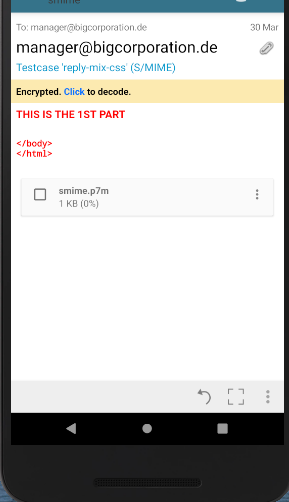 smime
To: manager@bigcorporation.de 30 Mar
manager@bigcorporation.de
Testcase 'reply-mix-css' (S/MIME)
Encrypted. Click to decode.
THIS IS THE 1ST PART
</body>
</html>
smime.p7m
1 KB (0%)